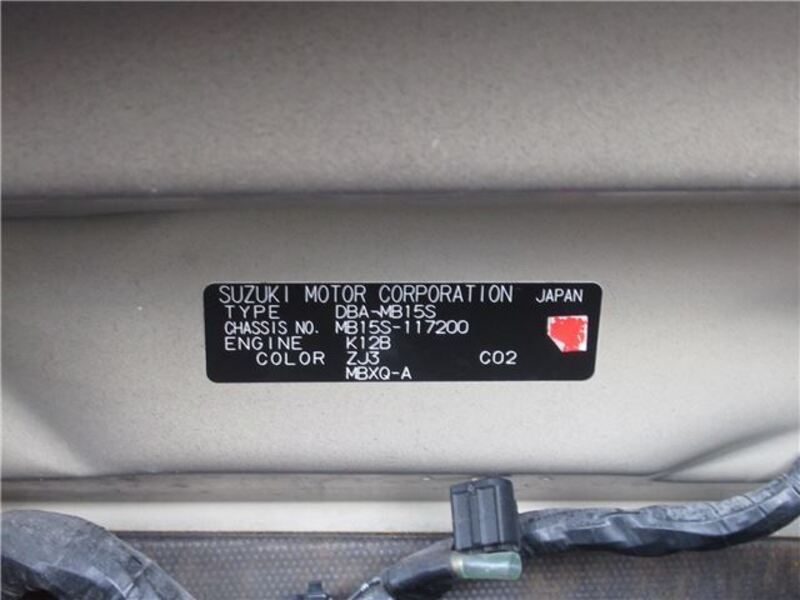 SUZUKI MOTOR CORPORATION JAPAN
TYPE DBA-MB15S
CHASSIS NO. MB15S-117200
ENGINE K12B
COLOR ZJ3 C02
MBXQ-A